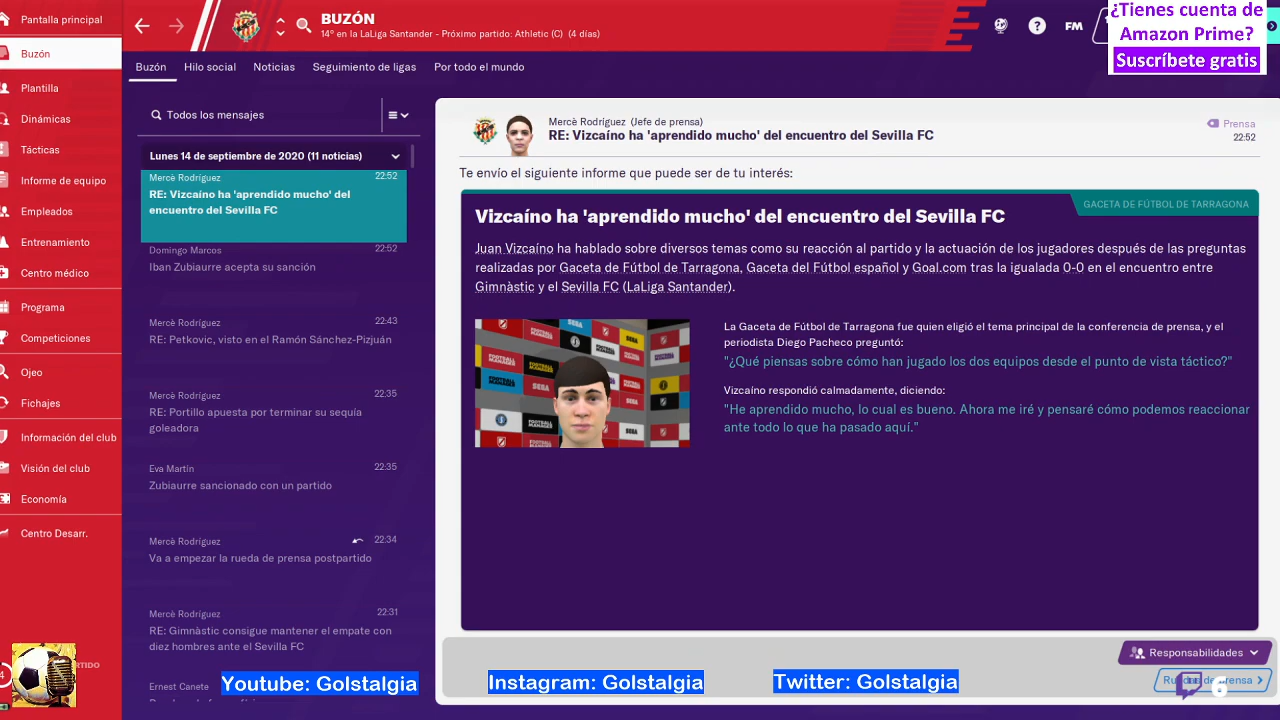 Pantalla principal
Buzón
Plantilla
Dinámicas
Tácticas
Informe de equipo
Empleados
Entrenamiento
Centro médico
Programa
Competiciones
Ojeo
Fichajes
Información del club
Visión del club
Economía
Centro Desarr.
BUZÓN
14º en la LaLiga Santander - Próximo partido: Athletic (C) (4 días)
FM
¿Tienes cuenta de
Amazon Prime?
Suscríbete gratis
Buzón Hilo social Noticias Seguimiento de ligas Por todo el mundo
Todos los mensajes
Lunes 14 de septiembre de 2020 (11 noticias)
Mercè Rodríguez 22:52
RE: Vizcaíno ha 'aprendido mucho' del
encuentro del Sevilla FC
Domingo Marcos 22:52
Iban Zubiaurre acepta su sanción
Mercè Rodríguez 22:43
RE: Petkovic, visto en el Ramón Sánchez-Pizjuán
Mercè Rodríguez 22:35
RE: Portillo apuesta por terminar su sequía
goleadora
Eva Martín 22:35
Zubiaurre sancionado con un partido
Mercè Rodríguez 22:34
Va a empezar la rueda de prensa postpartido
Mercè Rodríguez 22:31
RE: Gimnàstic consigue mantener el empate con
diez hombres ante el Sevilla FC
Ernest Canete
Mercè Rodríguez (Jefe de prensa)
RE: Vizcaíno ha 'aprendido mucho' del encuentro del Sevilla FC
Prensa
22:52
Te envío el siguiente informe que puede ser de tu interés:
GACETA DE FÚTBOL DE TARRAGONA
Vizcaíno ha 'aprendido mucho' del encuentro del Sevilla FC
Juan Vizcaíno ha hablado sobre diversos temas como su reacción al partido y la actuación de los jugadores después de las preguntas
realizadas por Gaceta de Fútbol de Tarragona, Gaceta del Fútbol español y Goal.com tras la igualada 0-0 en el encuentro entre
Gimnàstic y el Sevilla FC (LaLiga Santander).
La Gaceta de Fútbol de Tarragona fue quien eligió el tema principal de la conferencia de prensa, y el
periodista Diego Pacheco preguntó:
"¿Qué piensas sobre cómo han jugado los dos equipos desde el punto de vista táctico?"
Vizcaíno respondió calmadamente, diciendo:
"He aprendido mucho, lo cual es bueno. Ahora me iré y pensaré cómo podemos reaccionar
ante todo lo que ha pasado aquí."
Responsabilidades
prensa
6
Youtube: Golstalgia
Instagram: Golstalgia
Twitter: Golstalgia